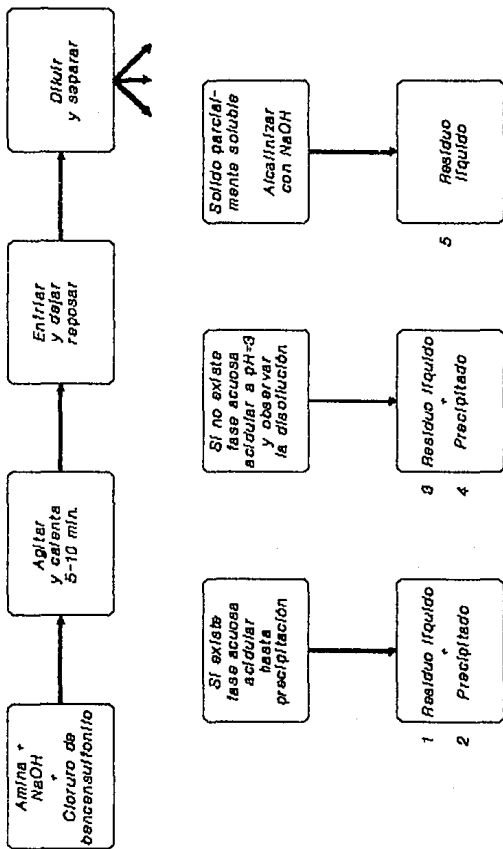 Amina +
NaOH
+
Cloruro de
bencensulfonilo
Agitar
y calenta
5-10 min.
Enfriar
y dejar
reposar
Diluir
y separar
Si existe
fase acuosa
acidular
hasta
precipitación
Si no existe
fase acuosa
acidular a pH=3
y observar
la disolución
Solido parcial-
mente soluble
Alcalinizar
con NaOH
1 Residuo líquido
+
2 Precipitado
3 Residuo líquido
+
4 Precipitado
5 Residuo
líquido